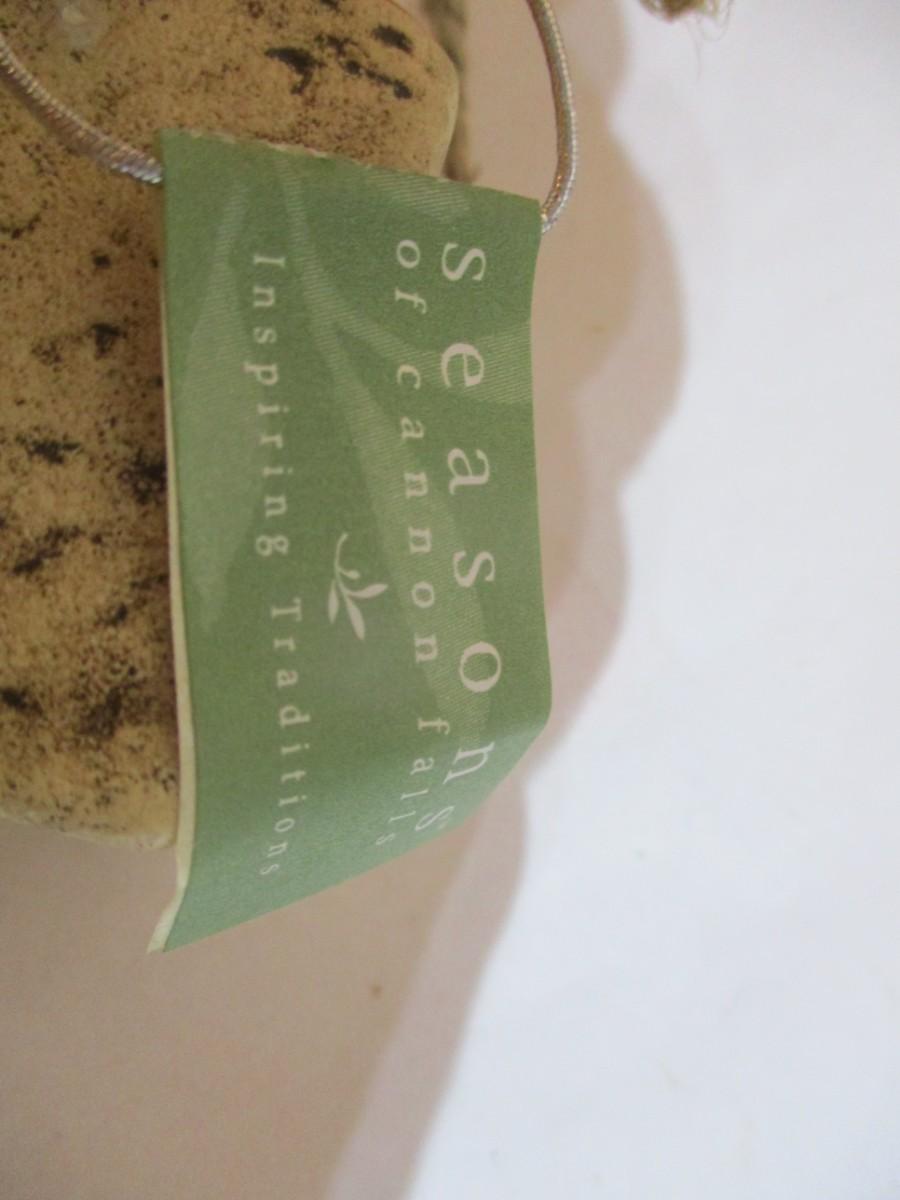 seasons
of cannon falls
Inspiring Traditions